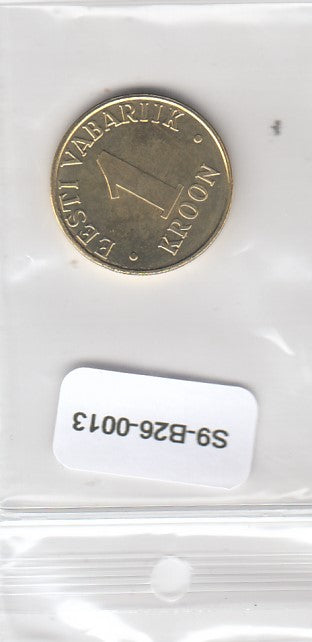 EESTI VABARIIK
1
KROON
S9-B26-0013